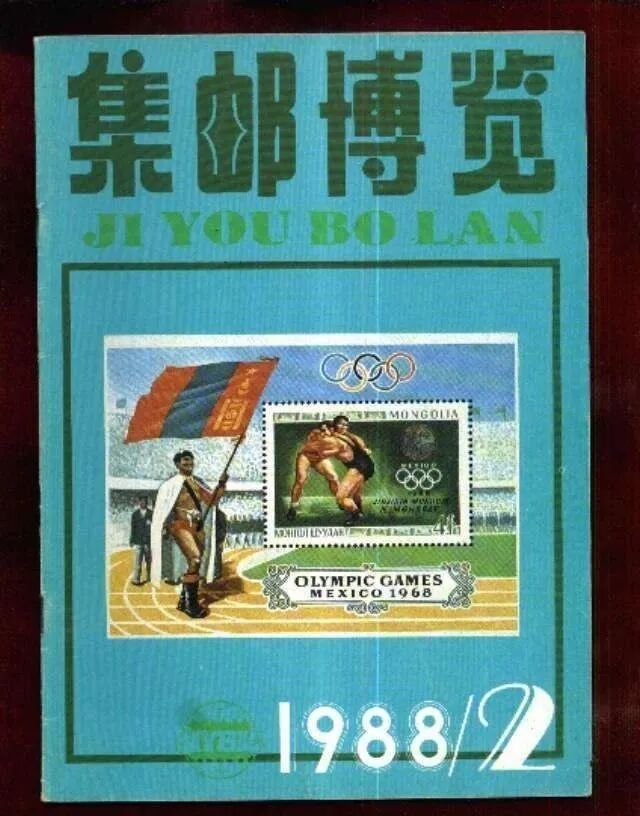 集邮博览
JI YOU BO LAN
MONGOLIA
MEXICO
OLYMPIC GAMES
MEXICO 1968
1988/2